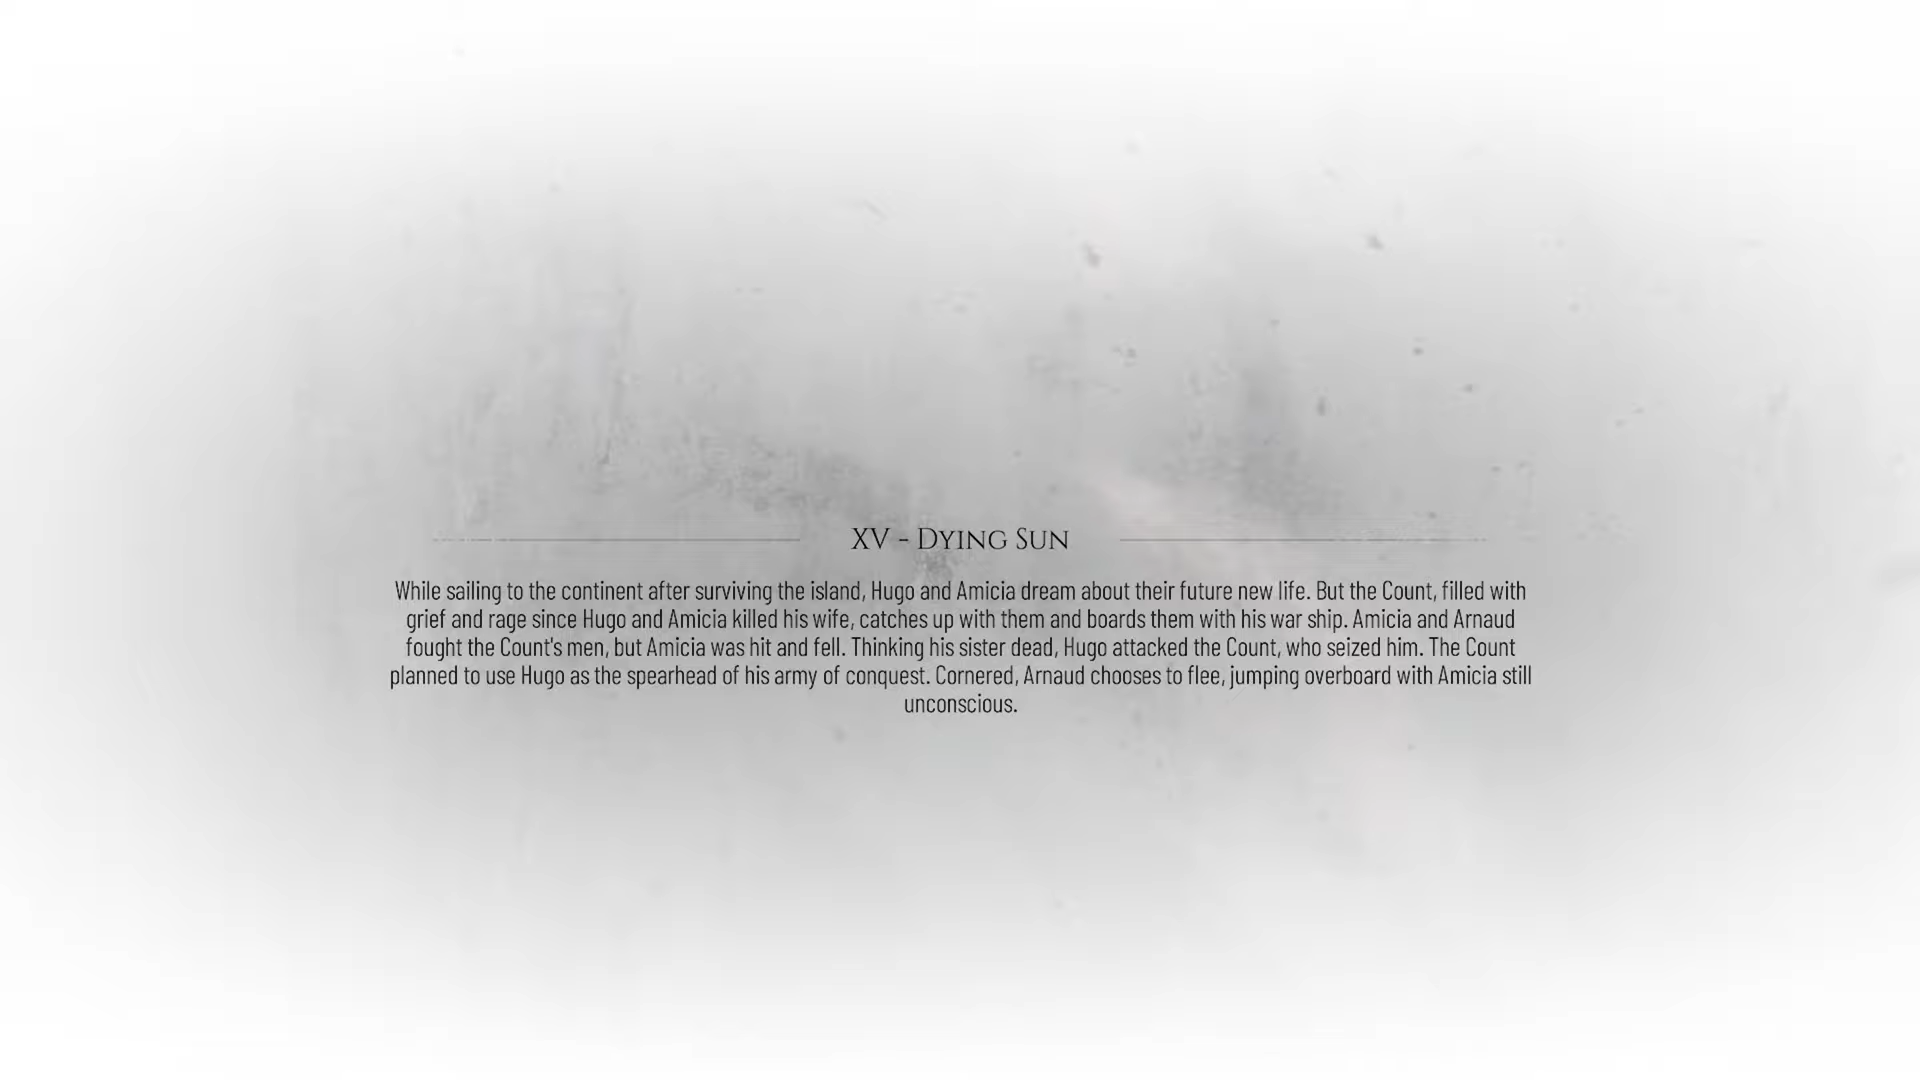 XV - Dying Sun
While sailing to the continent after surviving the island, Hugo and Amicia dream about their future new life. But the Count, filled with
grief and rage since Hugo and Amicia killed his wife, catches up with them and boards them with his war ship. Amicia and Arnaud
fought the Count's men, but Amicia was hit and fell. Thinking his sister dead, Hugo attacked the Count, who seized him. The Count
planned to use Hugo as the spearhead of his army of conquest. Cornered, Arnaud chooses to flee, jumping overboard with Amicia still
unconscious.